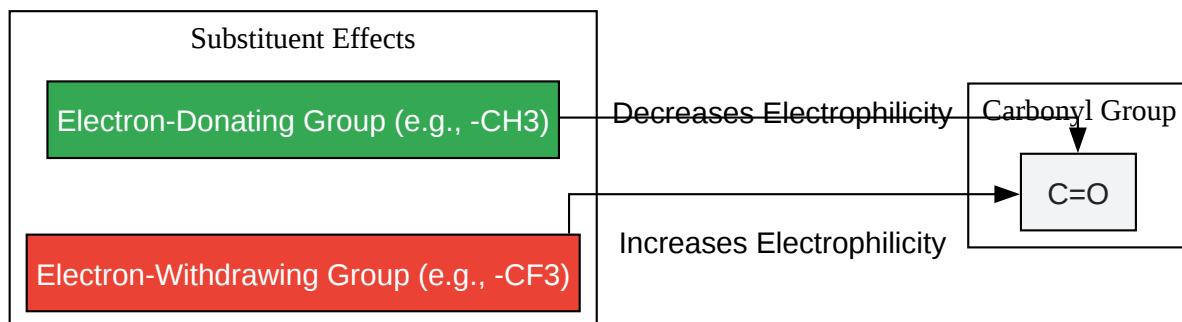 Substituent Effects
Electron-Donating Group (e.g., -CH3)
Decreases Electrophilicity
Carbonyl Group
C=O
Increases Electrophilicity
Electron-Withdrawing Group (e.g., -CF3)